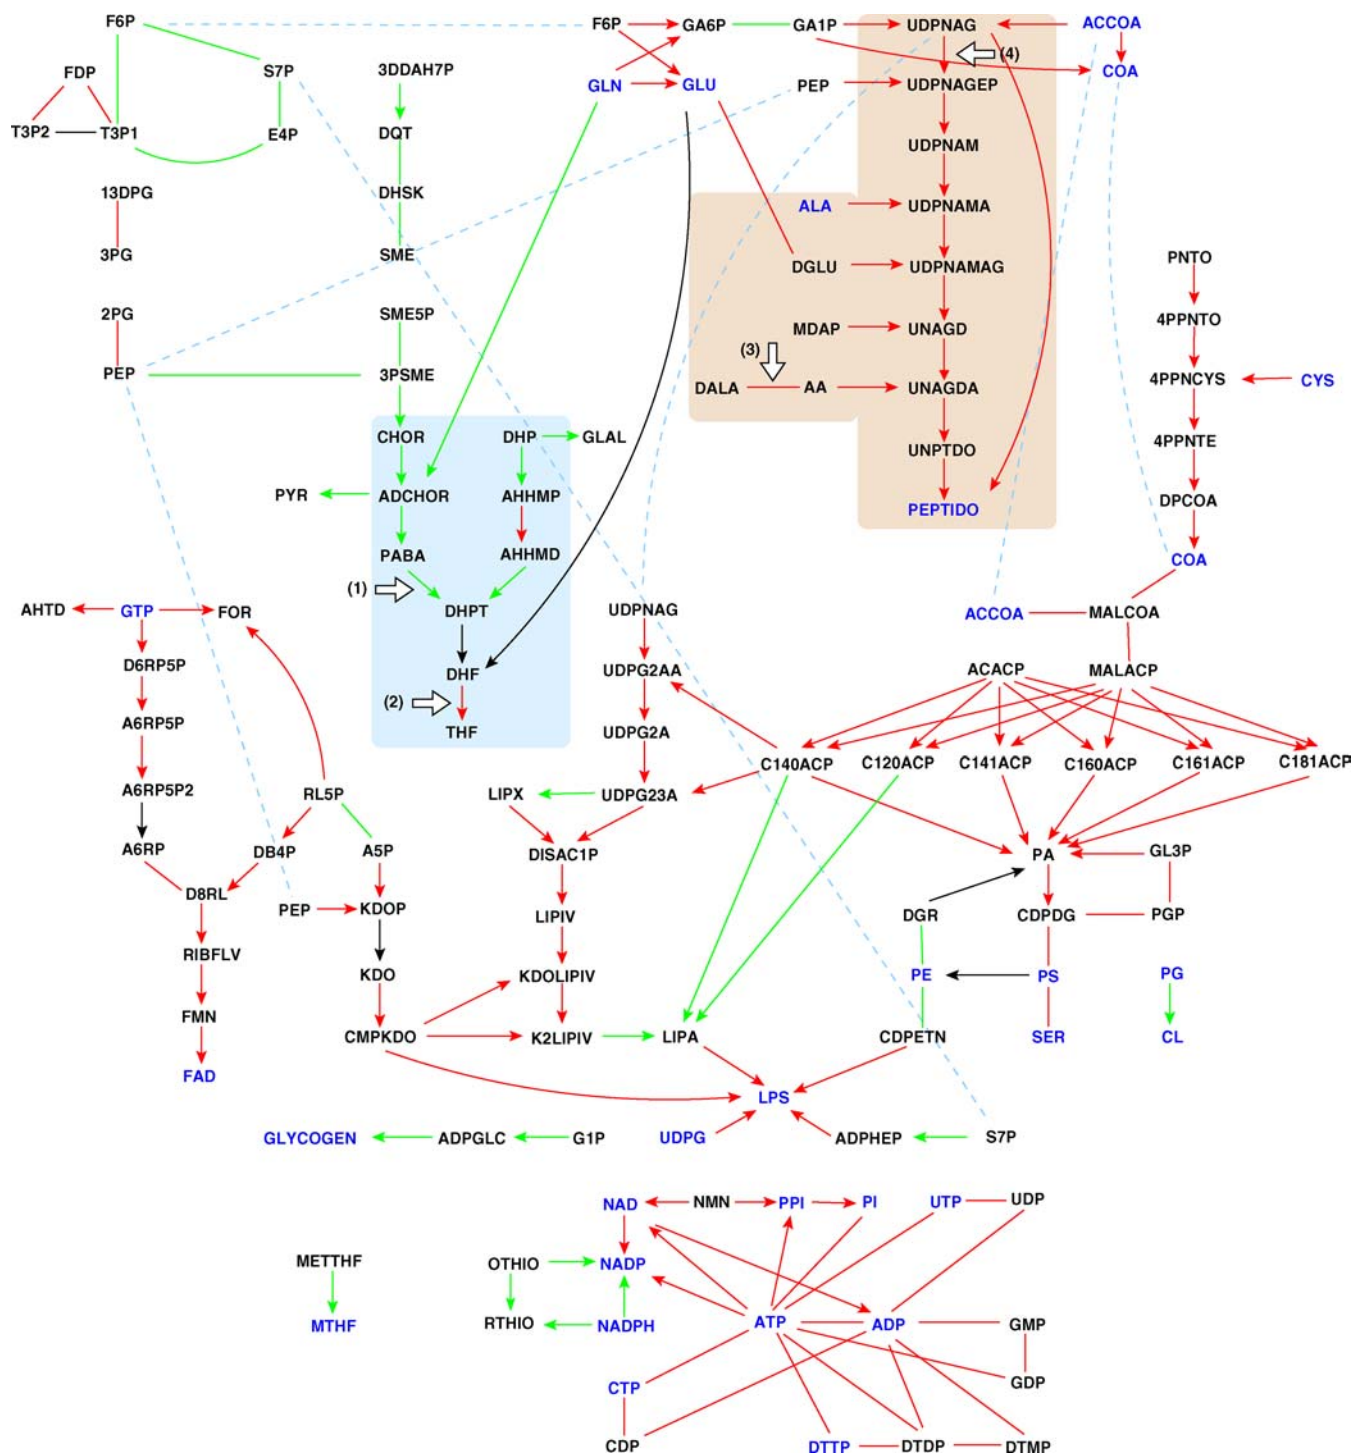 F6P F6P GA6P GA1P UDPNAG ACCOA
(4)
FDP S7P 3DDAH7P COA
GLN GLU PEP UDPNAGEP
T3P2 T3P1 E4P DQT
UDPNAM
13DPG DHSK
ALA UDPNAMA
3PG SME PNTO
DGLU UDPNAMAG
2PG SME5P 4PPNTO
MDAP UNAGD
(3)
PEP 3PSME 4PPNCYS CYS
DALA AA UNAGDA
CHOR DHP GLAL 4PPNTE
UNPTDO
PYR ADCHOR AHHMP DPCOA
PEPTIDO
PABA AHHMD COA
(1)
AHTD GTP FOR DHPT UDPNAG ACCOA MALCOA
D6RP5P DHF UDPG2AA ACACP MALACP
(2)
A6RP5P THF UDPG2A
C140ACP C120ACP C141ACP C160ACP C161ACP C181ACP
A6RP5P2 RL5P LIPX UDPG23A
A6RP DB4P A5P DISAC1P PA GL3P
D8RL PEP KDOP LIPIV DGR CDPDG PGP
RIBFLV
KDO KDOLIPIV PE PS PG
FMN
CMPKDO K2LIPIV LIPA CDPETN SER CL
FAD
LPS
GLYCOGEN ADPGLC G1P UDPG ADPHEP S7P
NAD NMN PPI PI UTP UDP
METTHF OTHIO NADP
MTHF RTHIO NADPH ATP ADP GMP
CTP GDP
CDP DTTP DTDP DTMP